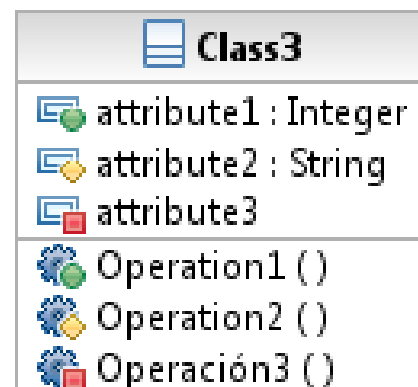 Class3
attribute1 : Integer
attribute2 : String
attribute3
Operation1 ( )
Operation2 ( )
Operación3 ( )